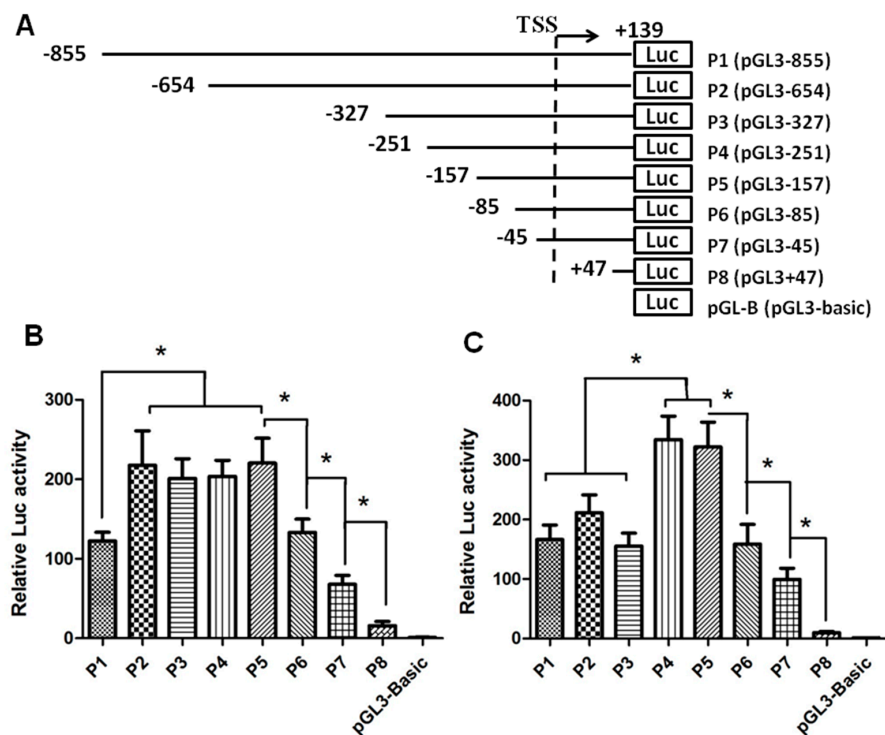 A
TSS
+139
-855 Luc P1 (pGL3-855)
-654 Luc P2 (pGL3-654)
-327 Luc P3 (pGL3-327)
-251 Luc P4 (pGL3-251)
-157 Luc P5 (pGL3-157)
-85 Luc P6 (pGL3-85)
-45 Luc P7 (pGL3-45)
+47 Luc P8 (pGL3+47)
Luc pGL-B (pGL3-basic)
B
Relative Luc activity
300
200
100
0
* * * *
P1 P2 P3 P4 P5 P6 P7 P8 pGL3-Basic
C
Relative Luc activity
400
300
200
100
0
* * * *
P1 P2 P3 P4 P5 P6 P7 P8 pGL3-Basic